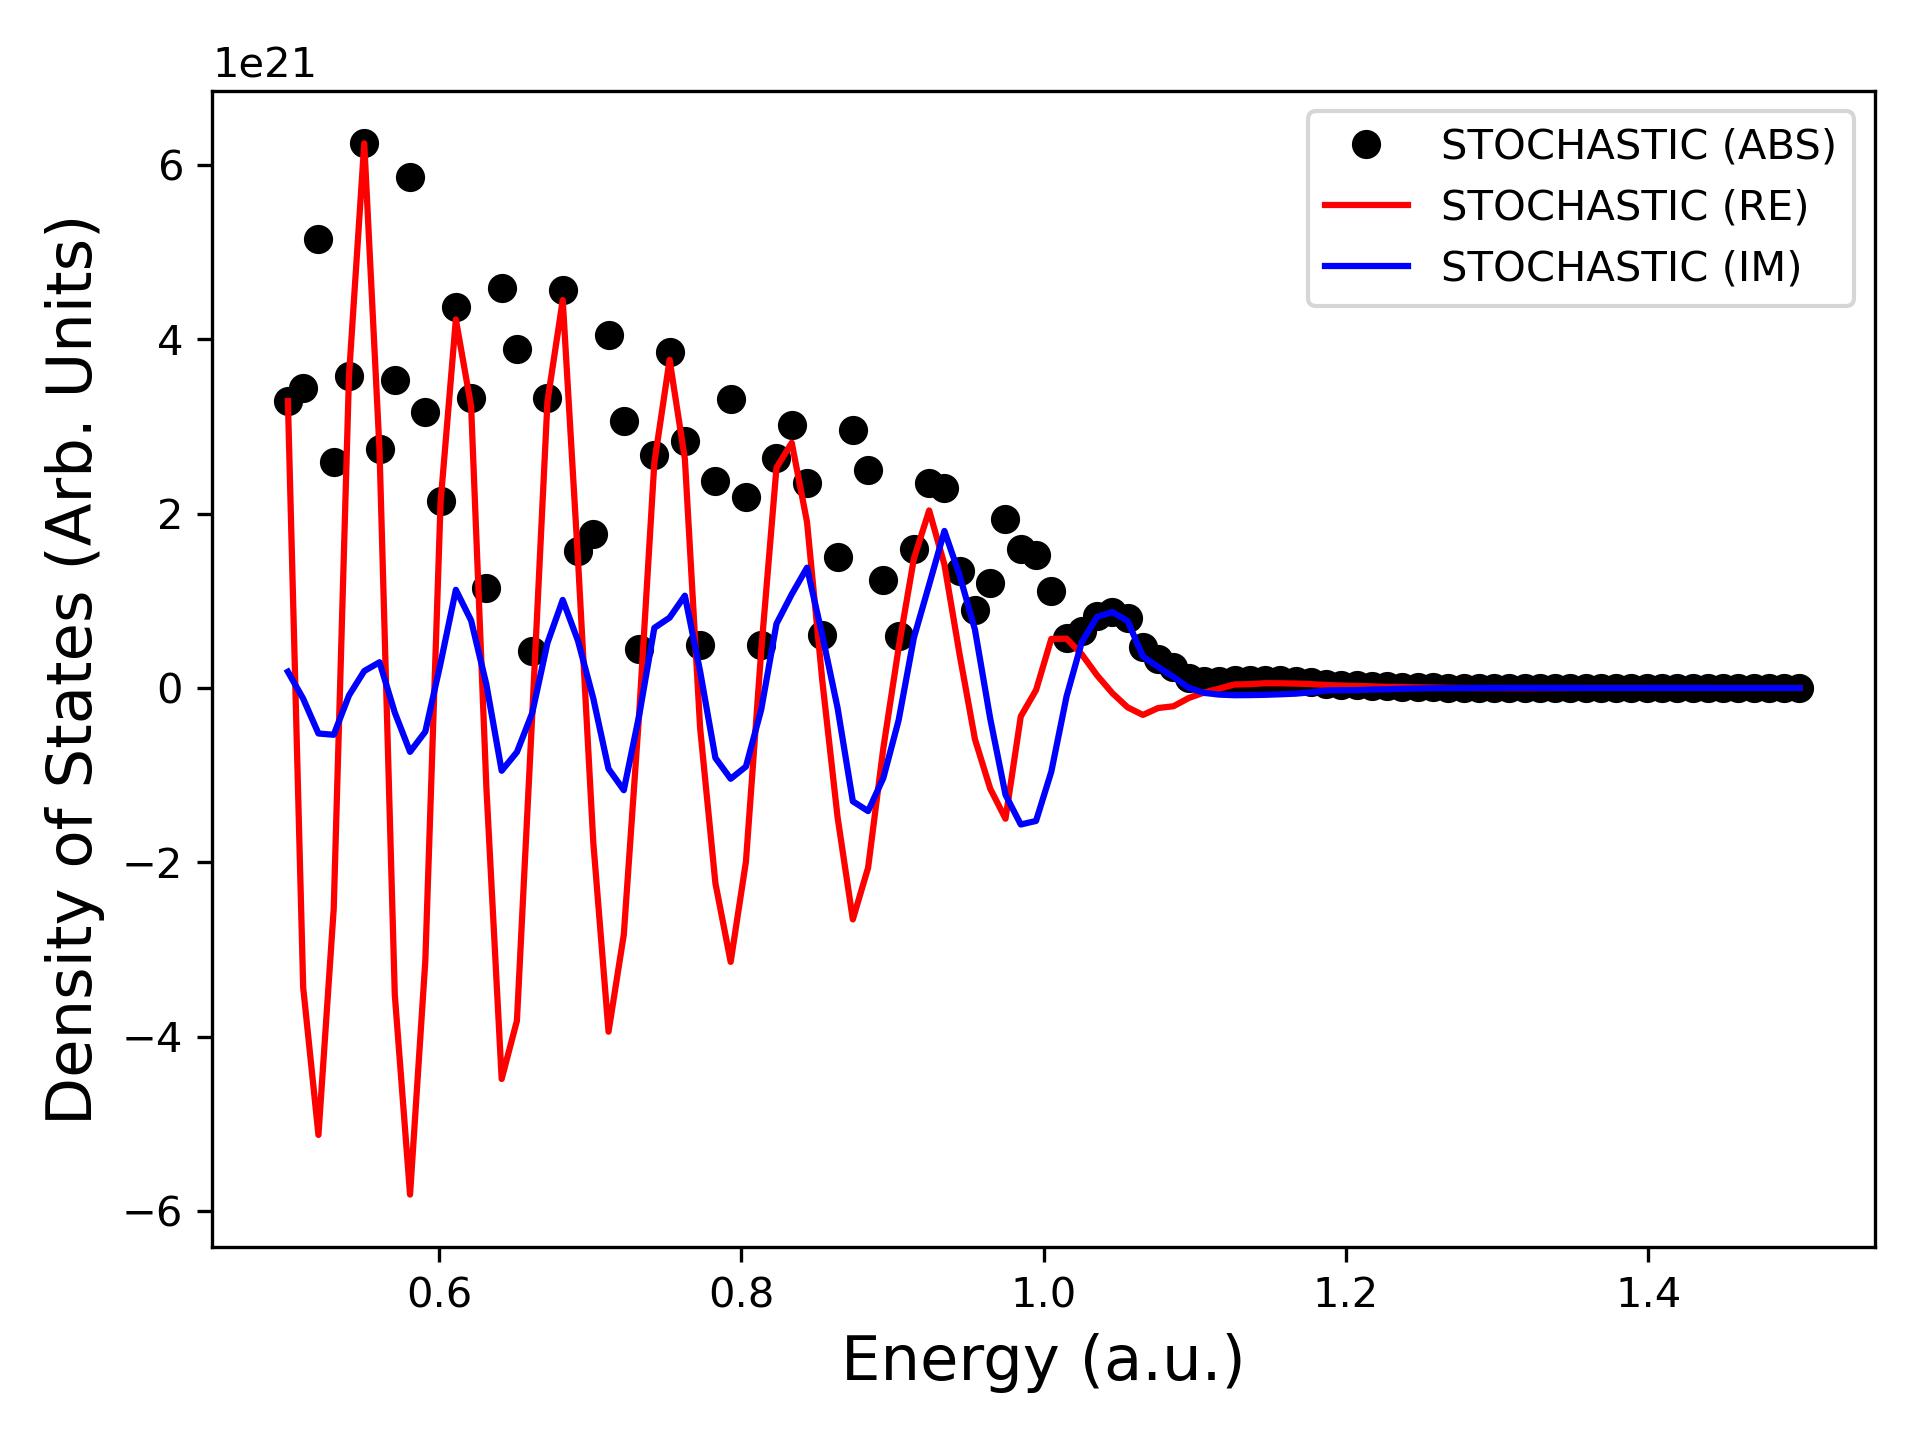 1e21
6
4
2
0
−2
−4
−6
Density of States (Arb. Units)
STOCHASTIC (ABS)
STOCHASTIC (RE)
STOCHASTIC (IM)
0.6 0.8 1.0 1.2 1.4
Energy (a.u.)